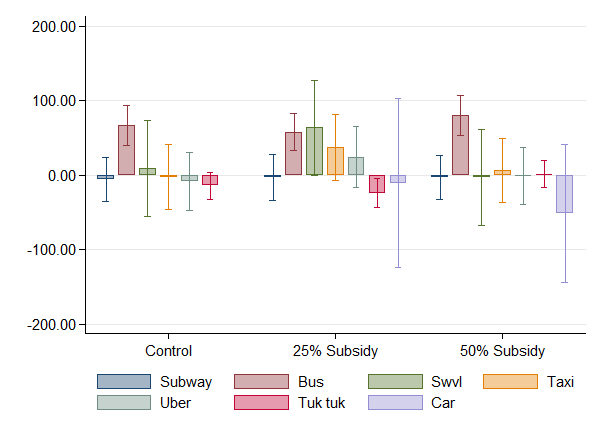 200.00
100.00
0.00
-100.00
-200.00
Control 25% Subsidy 50% Subsidy
Subway Bus Swvl Taxi
Uber Tuk tuk Car